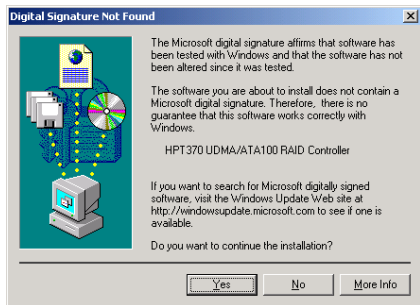 Digital Signature Not Found
The Microsoft digital signature affirms that software has
been tested with Windows and that the software has not
been altered since it was tested.
The software you are about to install does not contain a
Microsoft digital signature. Therefore, there is no
guarantee that this software works correctly with
Windows.
HPT370 UDMA/ATA100 RAID Controller
If you want to search for Microsoft digitally signed
software, visit the Windows Update Web site at
http://windowsupdate.microsoft.com to see if one is
available.
Do you want to continue the installation?
Yes No More Info